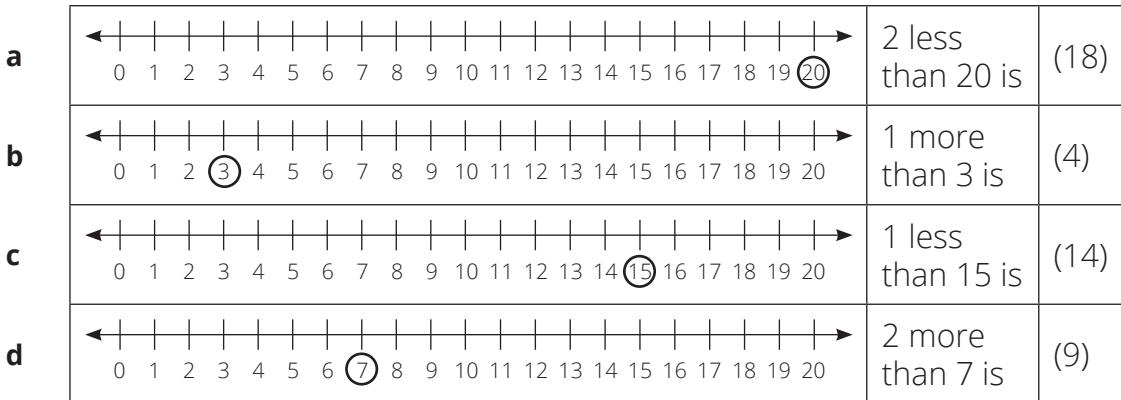 a
0 1 2 3 4 5 6 7 8 9 10 11 12 13 14 15 16 17 18 19 20
2 less
than 20 is
(18)
b
0 1 2 3 4 5 6 7 8 9 10 11 12 13 14 15 16 17 18 19 20
1 more
than 3 is
(4)
c
0 1 2 3 4 5 6 7 8 9 10 11 12 13 14 15 16 17 18 19 20
1 less
than 15 is
(14)
d
0 1 2 3 4 5 6 7 8 9 10 11 12 13 14 15 16 17 18 19 20
2 more
than 7 is
(9)